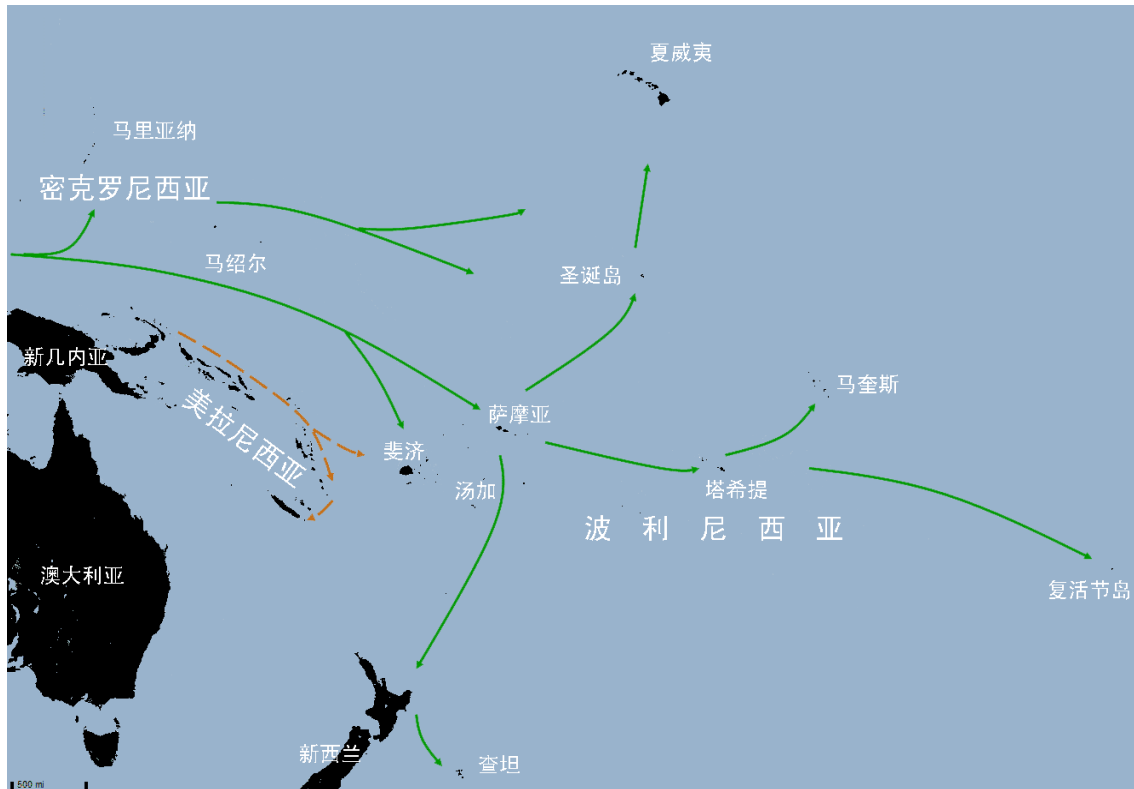 夏威夷
马里亚纳
密克罗尼西亚
马绍尔
圣诞岛
新几内亚
美拉尼西亚
马奎斯
萨摩亚
斐济
汤加
塔希提
波利尼西亚
澳大利亚
复活节岛
新西兰
查坦
500 mi